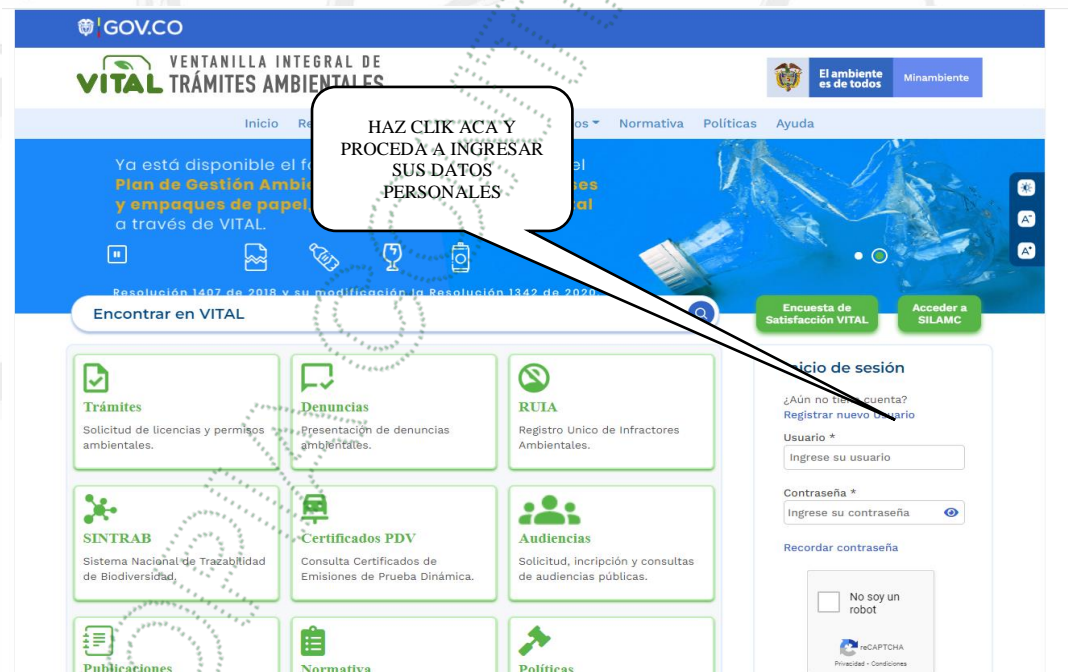 GOV.CO
VITAL VENTANILLA INTEGRAL DE
TRÁMITES AMBIENTALES
El ambiente
es de todos
Minambiente
HAZ CLIK ACA Y
PROCEDA A INGRESAR
SUS DATOS
PERSONALES
Inicio
Normativa Políticas Ayuda
Ya está disponible el
Plan de Gestión
y empaques de papel,
a través de VITAL.
Resolución 1407 de 2018 y su modificación la Resolución 1342 de 2020
A-
A+
Encontrar en VITAL
Encuesta de
Satisfacción VITAL
Acceder a
SILAMC
Trámites
Solicitud de licencias y permisos
ambientales.
Denuncias
Presentación de denuncias
ambientales.
RUIA
Registro Unico de Infractores
Ambientales.
SINTRAB
Sistema Nacional de Trazabilidad
de Biodiversidad.
Certificados PDV
Consulta Certificados de
Emisiones de Prueba Dinámica.
Audiencias
Solicitud, incripción y consultas
de audiencias públicas.
Publicaciones
Normativa
Políticas
Inicio de sesión
¿Aún no tiene cuenta?
Registrar nuevo usuario
Usuario *
Ingrese su usuario
Contraseña *
Ingrese su contraseña
Recordar contraseña
No soy un
robot
reCAPTCHA
Privacidad - Condiciones